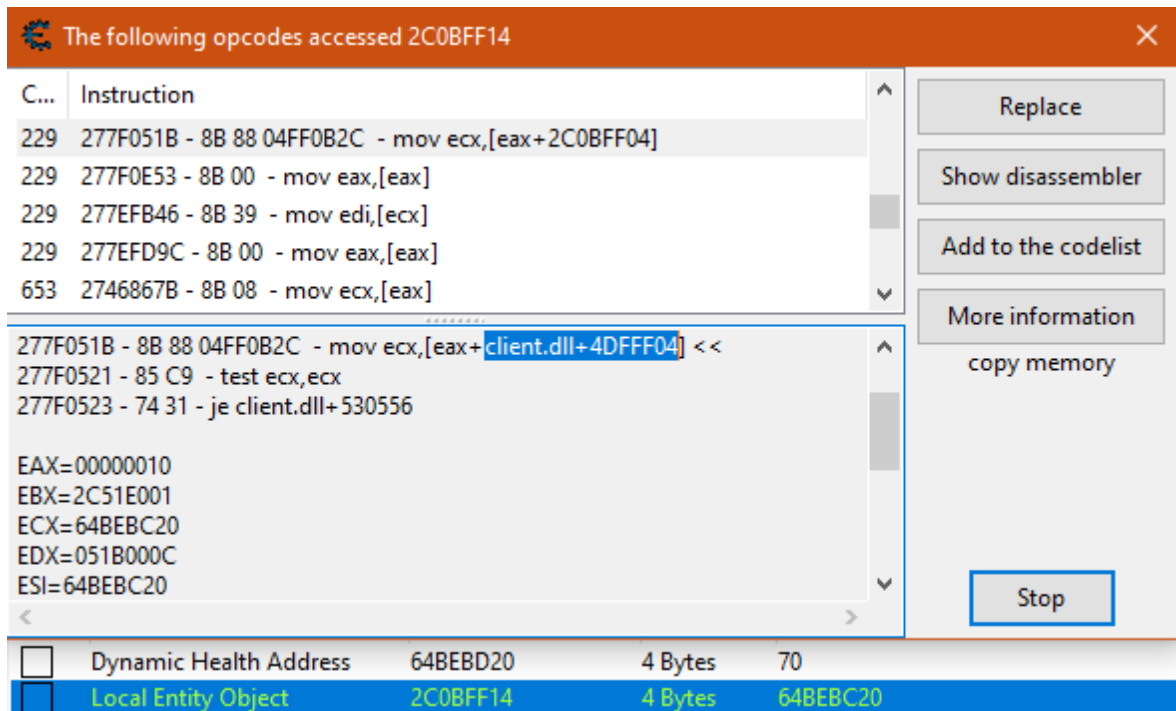 The following opcodes accessed 2C0BFF14
C... Instruction
229 277F051B - 8B 88 04FF0B2C - mov ecx,[eax+2C0BFF04]
229 277F0E53 - 8B 00 - mov eax,[eax]
229 277EFB46 - 8B 39 - mov edi,[ecx]
229 277EFD9C - 8B 00 - mov eax,[eax]
653 2746867B - 8B 08 - mov ecx,[eax]
Replace
Show disassembler
Add to the codelist
More information
copy memory
277F051B - 8B 88 04FF0B2C - mov ecx,[eax+client.dll+4DFFF04] <<
277F0521 - 85 C9 - test ecx,ecx
277F0523 - 74 31 - je client.dll+530556
EAX=00000010
EBX=2C51E001
ECX=64BEBC20
EDX=051B000C
ESI=64BEBC20
Stop
Dynamic Health Address 64BEBD20 4 Bytes 70
Local Entity Object 2C0BFF14 4 Bytes 64BEBC20